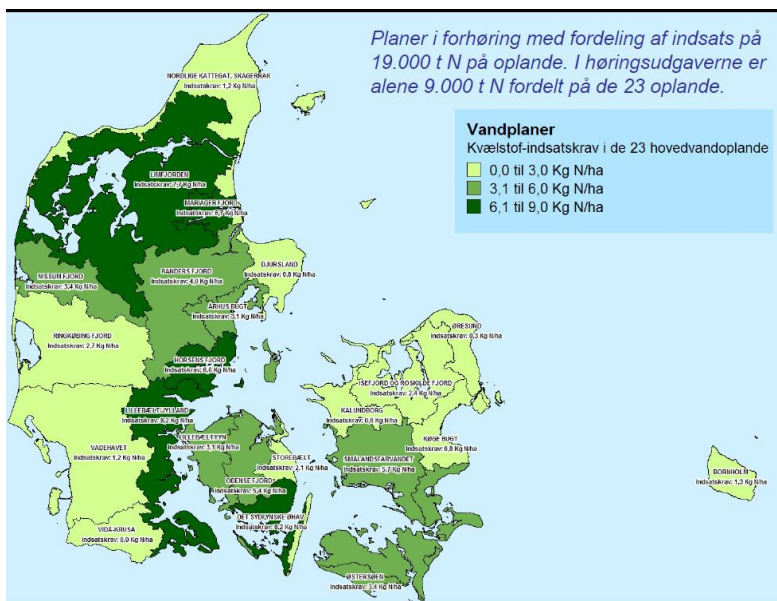 Planer i forhøring med fordeling af indsats på
19.000 t N på oplande. I høringsudgaverne er
alene 9.000 t N fordelt på de 23 oplande.
Vandplaner
Kvælstof-indsatskrav i de 23 hovedvandoplande
0,0 til 3,0 Kg N/ha
3,1 til 6,0 Kg N/ha
6,1 til 9,0 Kg N/ha
NORDLIGE KATTEGAT, SKAGERRAK
Indsatskrav: 1,2 Kg N/ha
LIMFJORDEN
Indsatskrav: 7,7 Kg N/ha
MARIAGER FJORD
Indsatskrav: 6,7 Kg N/ha
DJURSLAND
Indsatskrav: 0,8 Kg N/ha
NISSUM FJORD
Indsatskrav: 3,4 Kg N/ha
RANDERS FJORD
Indsatskrav: 4,0 Kg N/ha
ÅRHUS BUGT
Indsatskrav: 3,1 Kg N/ha
RINGKØBING FJORD
Indsatskrav: 2,7 Kg N/ha
HORSENS FJORD
Indsatskrav: 6,6 Kg N/ha
ØRESUND
Indsatskrav: 0,3 Kg N/ha
ISEFJORD OG ROSKILDE FJORD
Indsatskrav: 2,4 Kg N/ha
KALUNDBORG
Indsatskrav: 0,6 Kg N/ha
LILLEBÆLT/JYLLAND
Indsatskrav: 8,2 Kg N/ha
LILLEBÆLT/FYN
Indsatskrav: 3,1 Kg N/ha
KØGE BUGT
Indsatskrav: 0,8 Kg N/ha
VADEHAVET
Indsatskrav: 1,2 Kg N/ha
STOREBÆLT
Indsatskrav: 2,1 Kg N/ha
SMÅLANDSFARVANDET
Indsatskrav: 5,7 Kg N/ha
ODENSE FJORD
Indsatskrav: 5,4 Kg N/ha
BORNHOLM
Indsatskrav: 1,3 Kg N/ha
DET SYDFYNSKE ØHAV
Indsatskrav: 6,2 Kg N/ha
VIDÅ-KRUSÅ
Indsatskrav: 0,0 Kg N/ha
ØSTERSØEN
Indsatskrav: 3,4 Kg N/ha